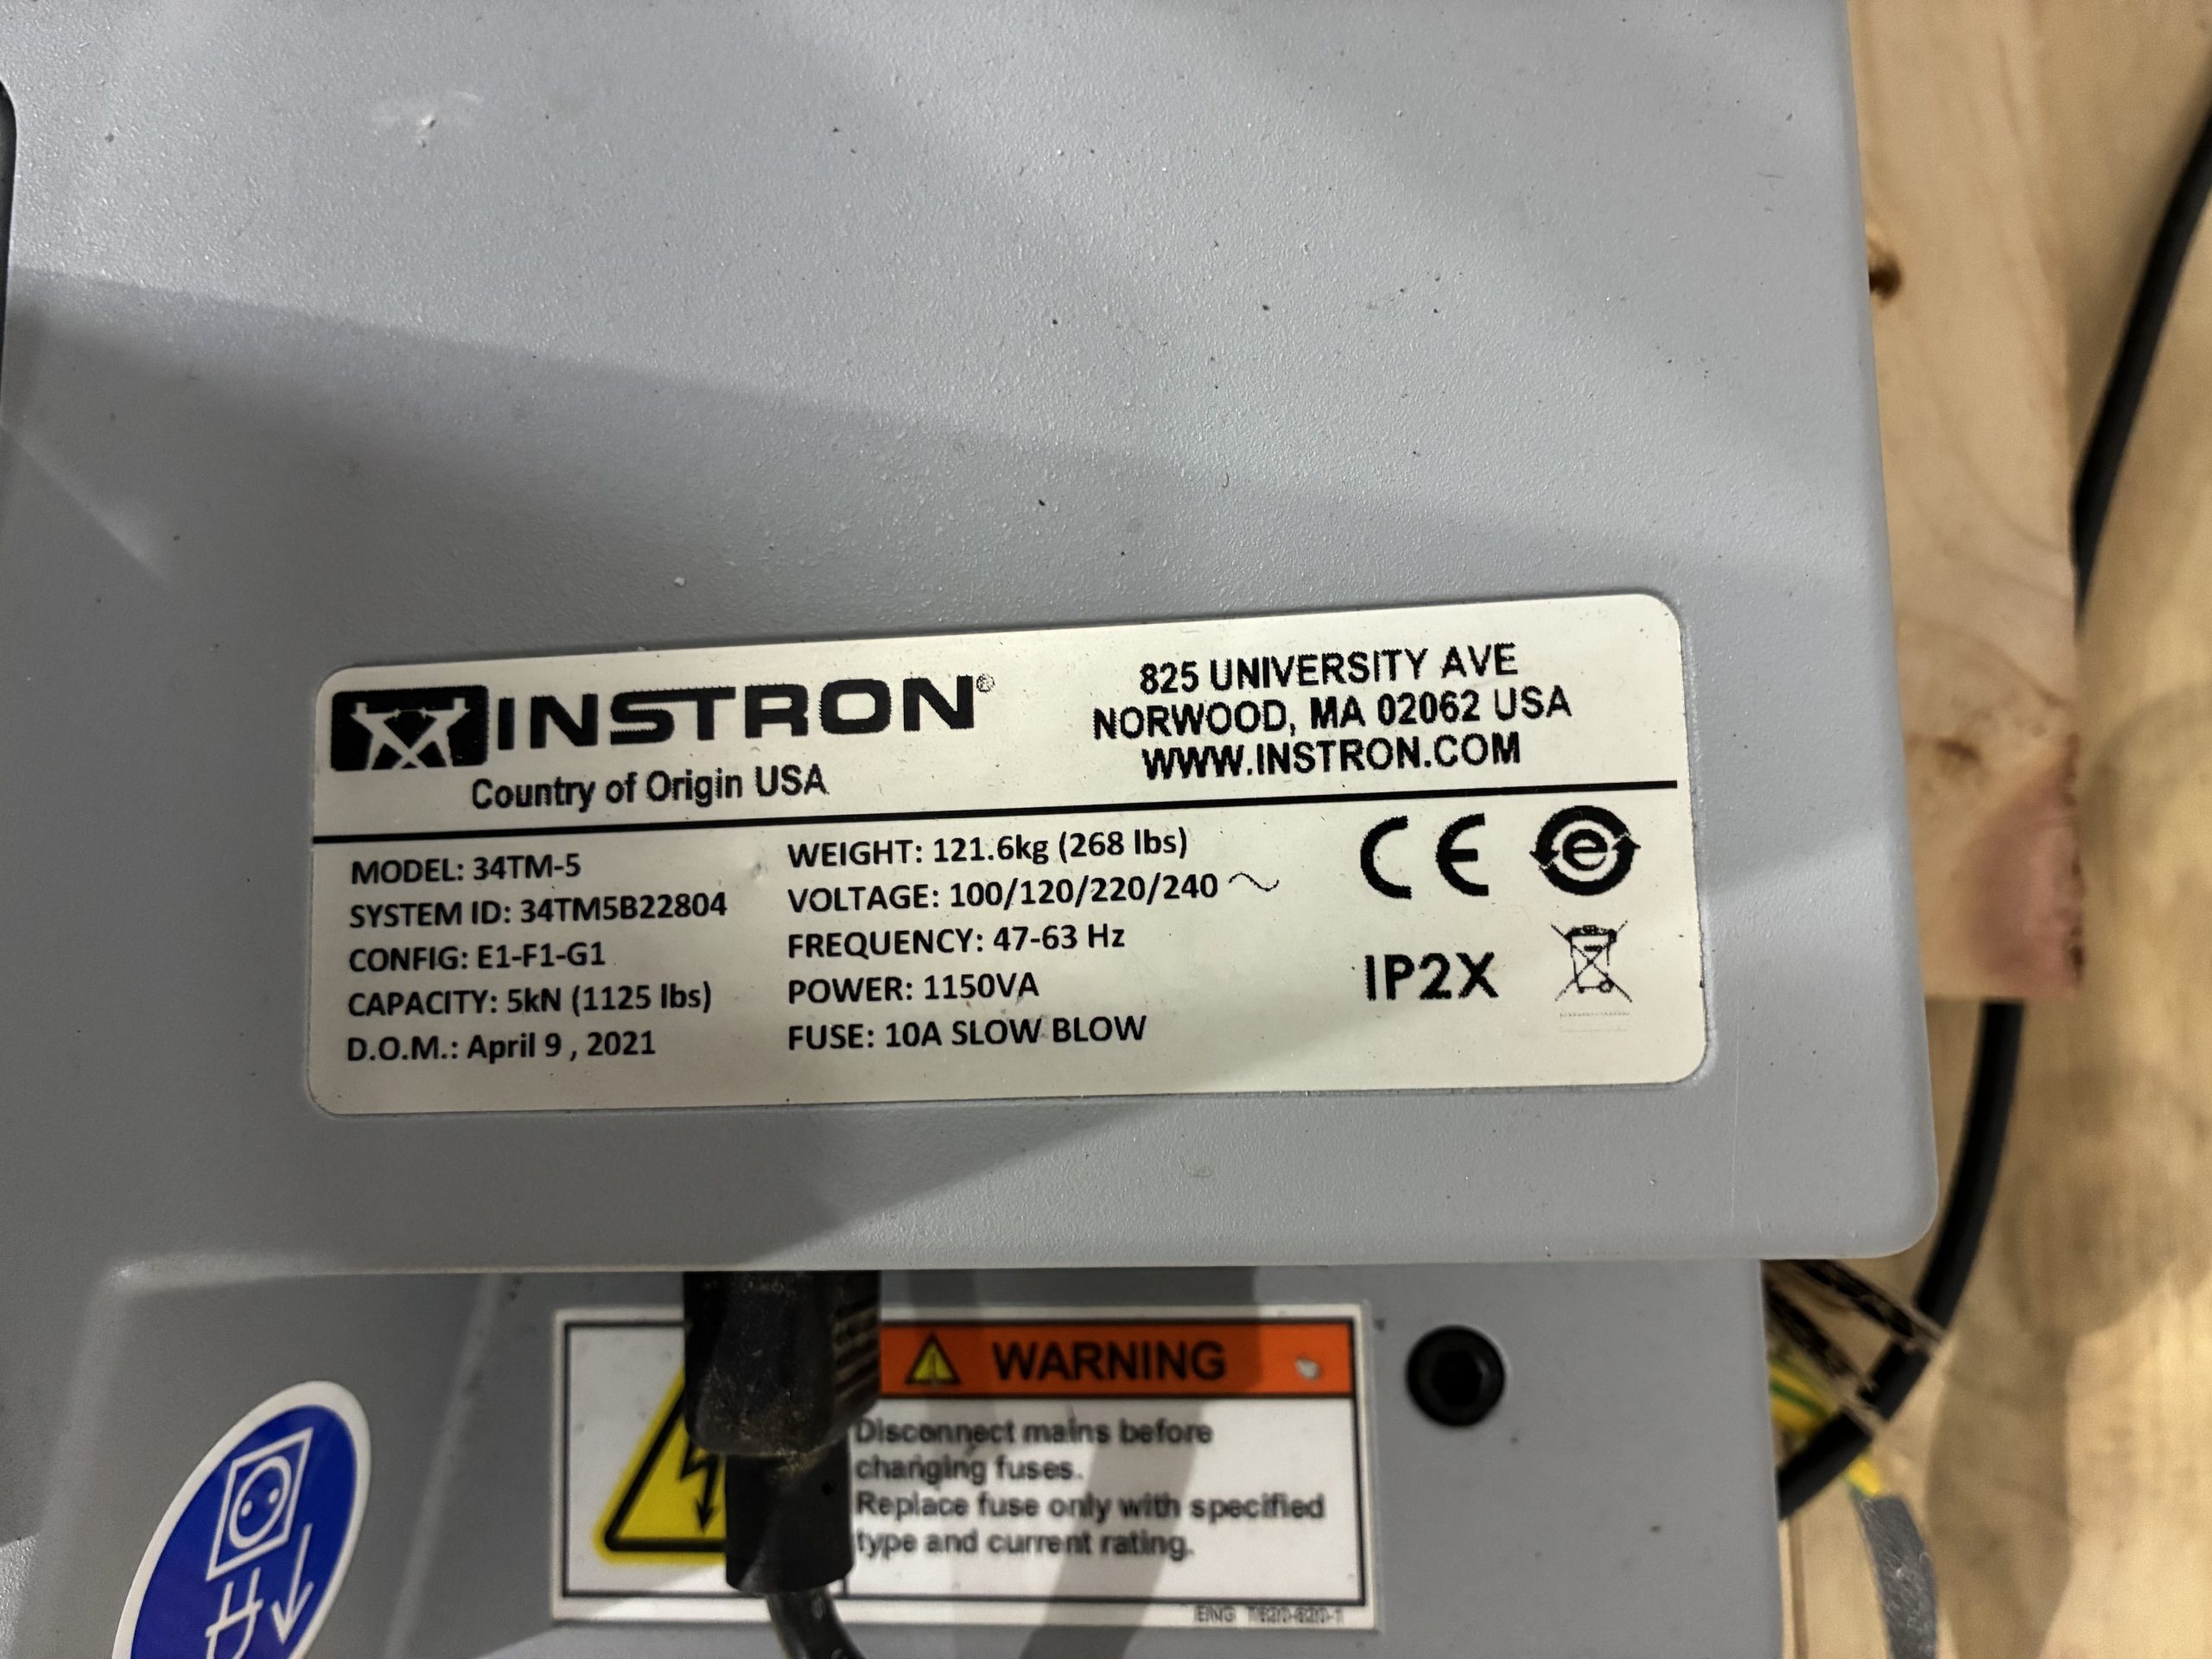 INSTRON®
Country of Origin USA
825 UNIVERSITY AVE
NORWOOD, MA 02062 USA
WWW.INSTRON.COM
MODEL: 34TM-5
SYSTEM ID: 34TM5B22804
CONFIG: E1-F1-G1
CAPACITY: 5kN (1125 lbs)
D.O.M.: April 9 , 2021
WEIGHT: 121.6kg (268 lbs)
VOLTAGE: 100/120/220/240 ~
FREQUENCY: 47-63 Hz
POWER: 1150VA
FUSE: 10A SLOW BLOW
CE
e
IP2X
WARNING
Disconnect mains before
changing fuses.
Replace fuse only with specified
type and current rating.